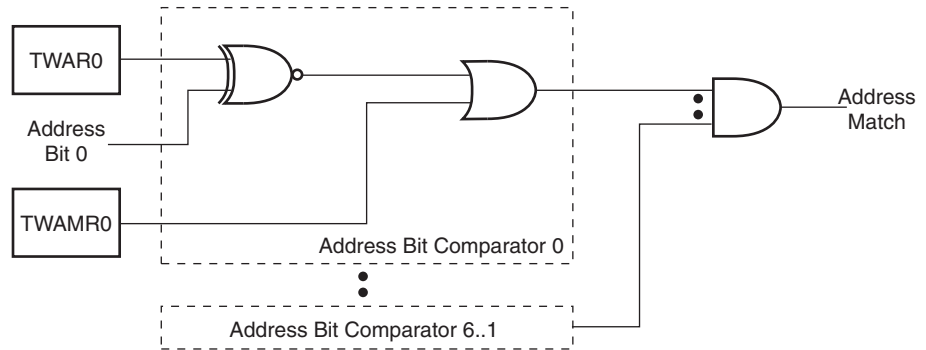 TWAR0
Address
Bit 0
TWAMR0
Address Bit Comparator 0
Address Bit Comparator 6..1
Address
Match